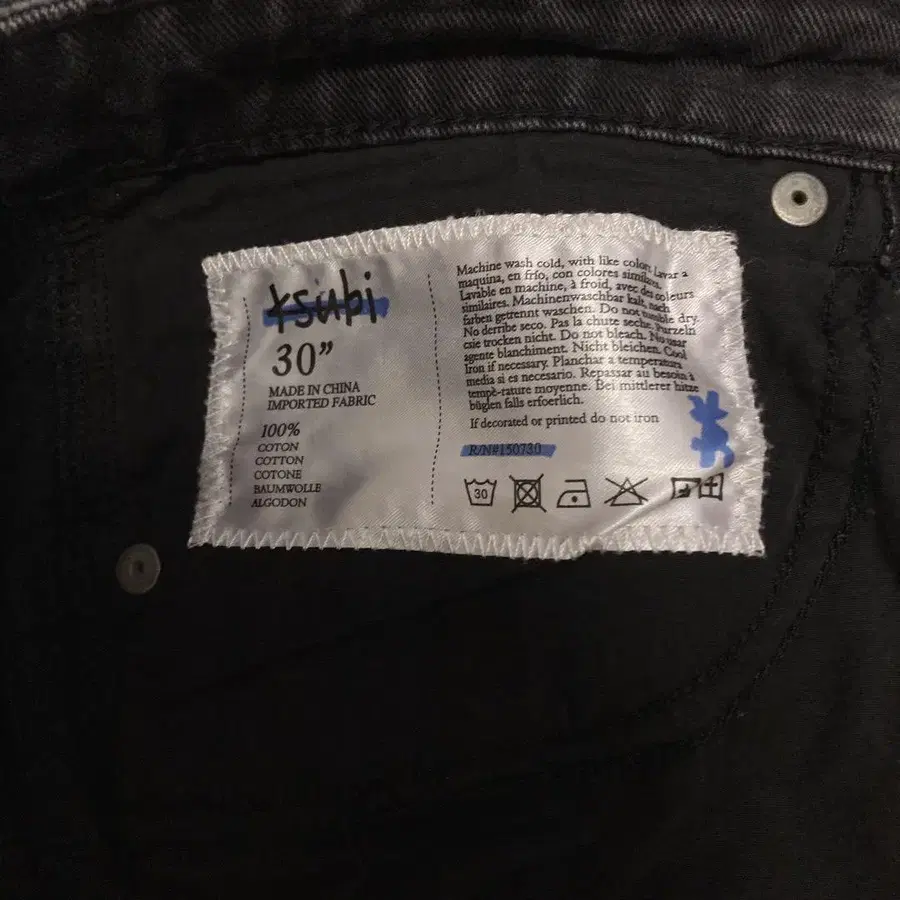 ksubi
30”
MADE IN CHINA
IMPORTED FABRIC
100%
COTON
COTTON
COTONE
BAUMWOLLE
ALGODON
Machine wash cold, with like colors Lavar a
maquina, en frío, con colores similares.
Lavable en machine, à froid, avec des coleurs
similaires. Machinenwaschbar kalt, nach
farben getrennt waschen. Do not tumble dry.
No derribe seco. Pas la chute seche. Purzeln
csie trocken nicht. Do not bleach. No usar
agente blanchiment. Nicht bleichen. Cool
Iron if necessary. Planchar a temperatura
media si es necesario. Repassar au besoin à
tempè-rature moyenne. Bei mittlerer hitze
büglen falls erfoerlich.
If decorated or printed do not iron
R/N#150730
30